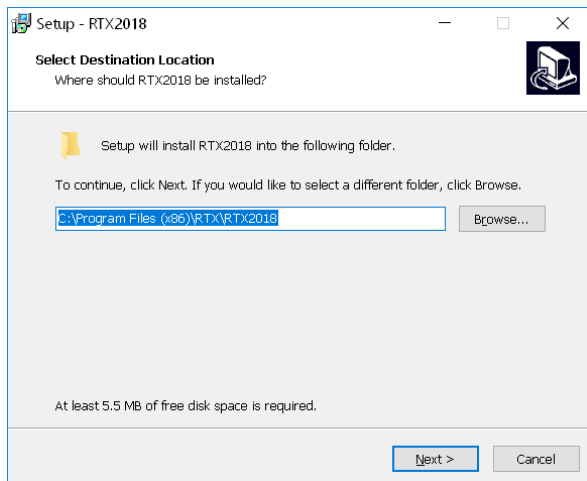 Setup - RTX2018
Select Destination Location
Where should RTX2018 be installed?
Setup will install RTX2018 into the following folder.
To continue, click Next. If you would like to select a different folder, click Browse.
C:\Program Files (x86)\RTX\RTX2018
Browse...
At least 5.5 MB of free disk space is required.
Next >
Cancel